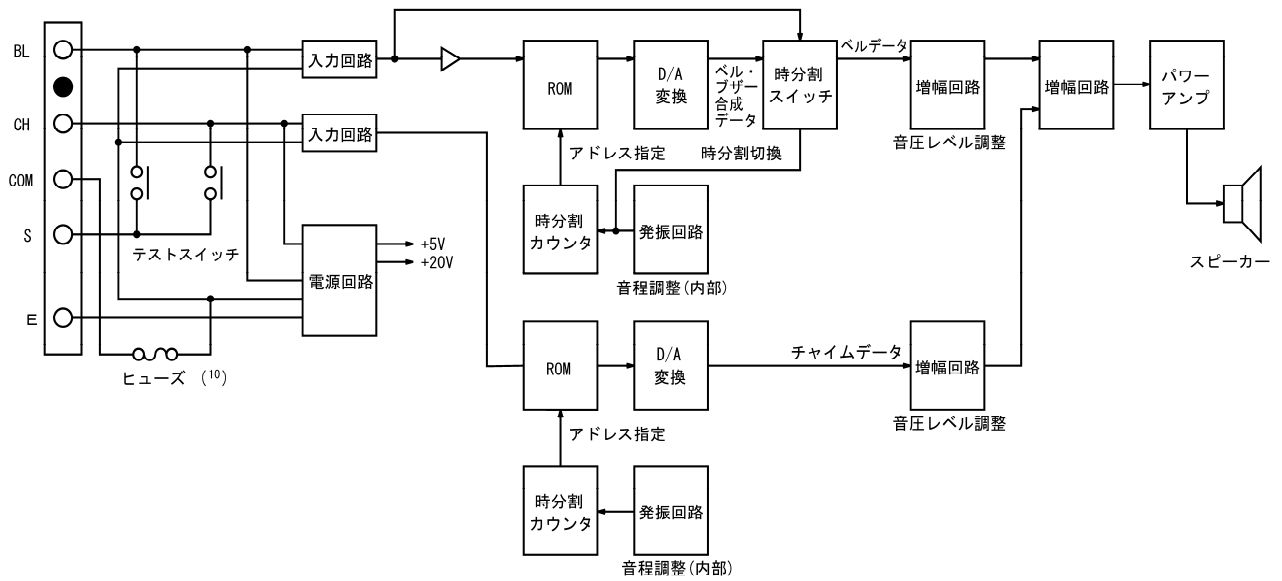 BL
CH
COM
S
E
テストスイッチ
ヒューズ (10)
入力回路
入力回路
電源回路
+5V
+20V
ROM
D/A
変換
ベル・
ブザー
合成
データ
時分割
スイッチ
ベルデータ
増幅回路
音圧レベル調整
増幅回路
パワー
アンプ
スピーカー
アドレス指定
時分割切換
時分割
カウンタ
発振回路
音程調整(内部)
ROM
D/A
変換
チャイムデータ
増幅回路
音圧レベル調整
アドレス指定
時分割
カウンタ
発振回路
音程調整(内部)